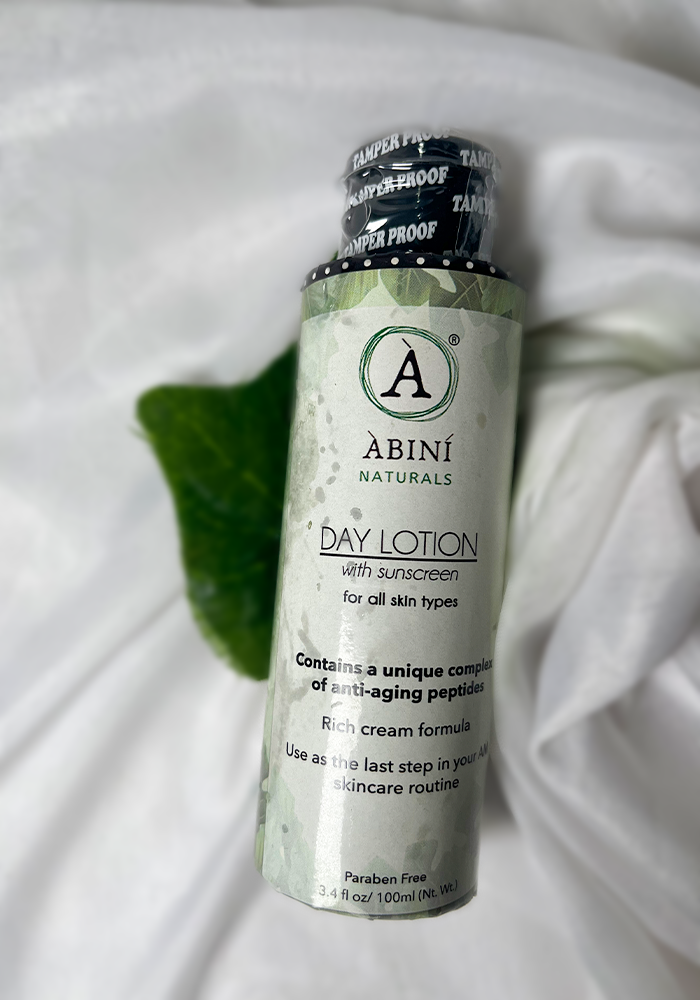 TAMPER PROOF
TAMPER PROOF
TAMPER PROOF
À
®
ÀBINÍ
NATURALS
DAY LOTION
with sunscreen
for all skin types
Contains a unique complex
of anti-aging peptides
Rich cream formula
Use as the last step in your AM
skincare routine
Paraben Free
3.4 fl oz/ 100ml (Nt. Wt.)